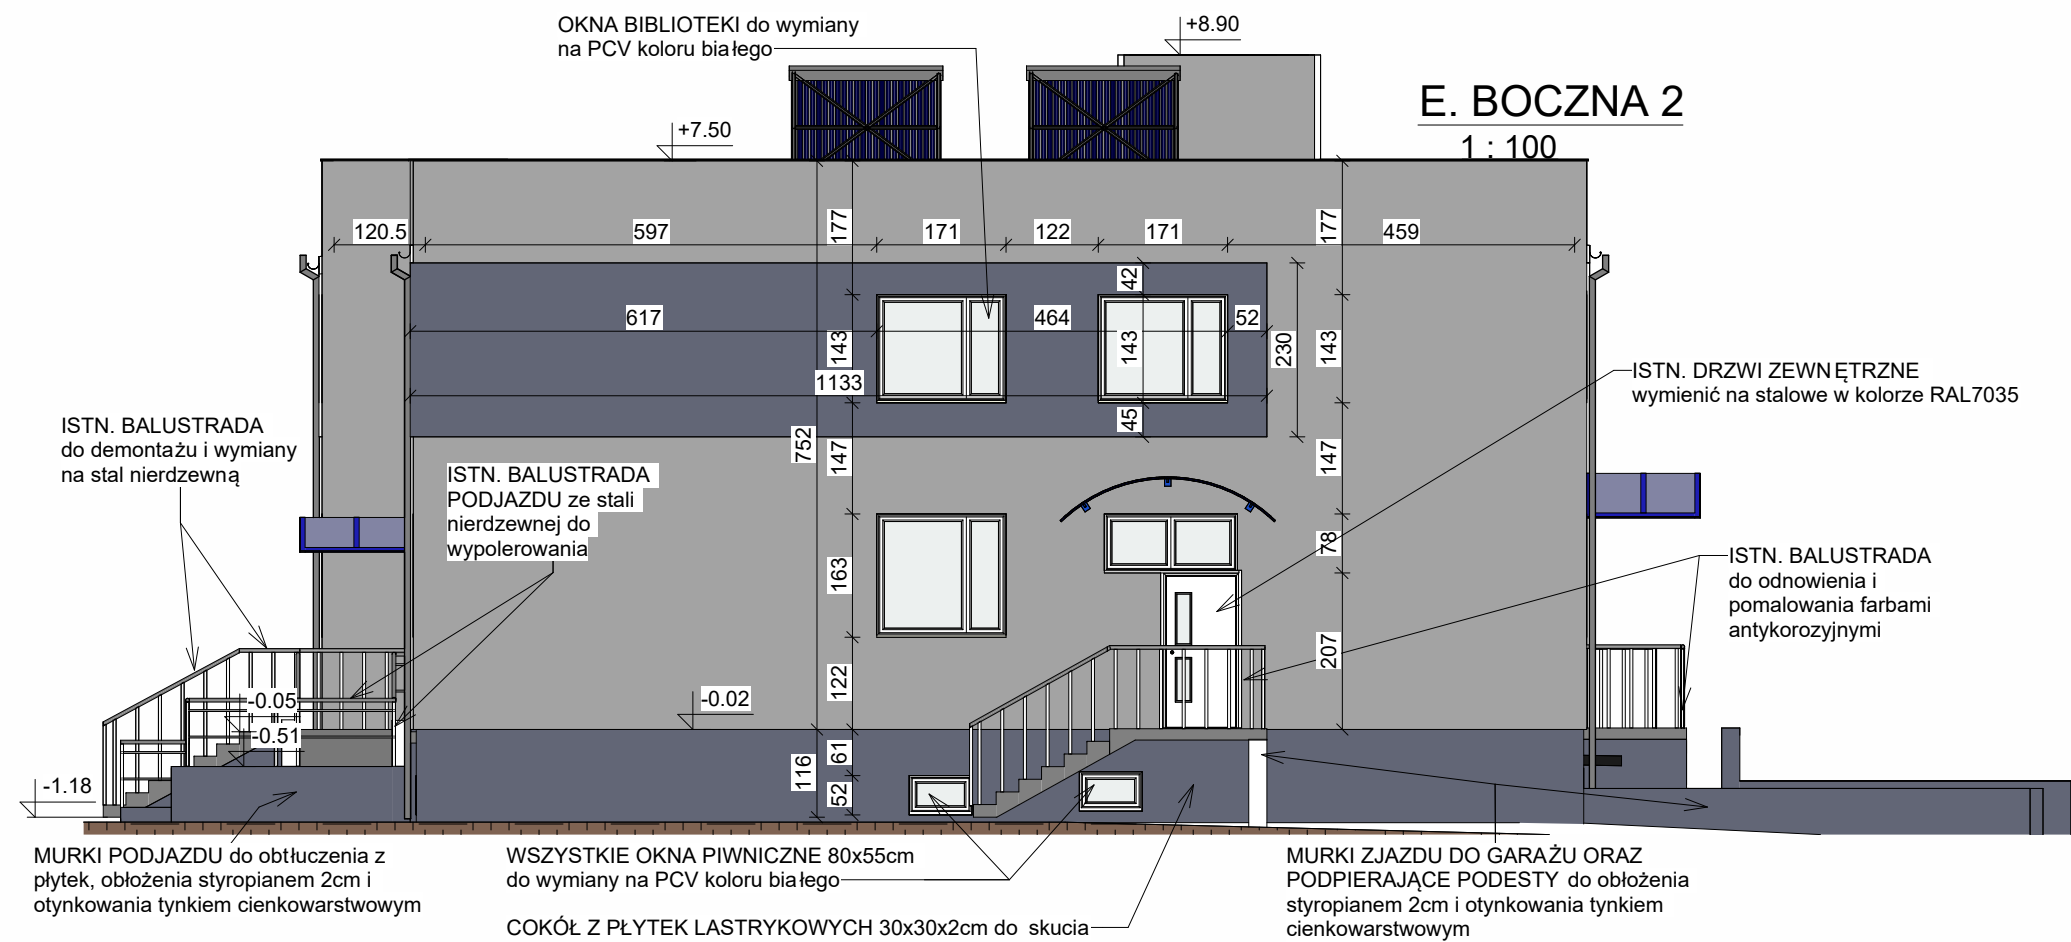 OKNA BIBLIOTEKI do wymiany
na PCV koloru białego
+8.90
E. BOCZNA 2
1 : 100
+7.50
120.5
597
177
171
122
171
177
459
42
617
464
52
143
143
230
143
1133
45
752
147
147
ISTN. DRZWI ZEWNĘTRZNE
wymienić na stalowe w kolorze RAL7035
ISTN. BALUSTRADA
do demontażu i wymiany
na stal nierdzewną
ISTN. BALUSTRADA
PODJAZDU ze stali
nierdzewnej do
wypolerowania
163
78
ISTN. BALUSTRADA
do odnowienia i
pomalowania farbami
antykorozyjnymi
207
122
-0.05
-0.02
-0.51
61
116
52
-1.18
MURKI PODJAZDU do obtłuczenia z
płytek, obłożenia styropianem 2cm i
otynkowania tynkiem cienkowarstwowym
WSZYSTKIE OKNA PIWNICZNE 80x55cm
do wymiany na PCV koloru białego
COKÓŁ Z PŁYTEK LASTRYKOWYCH 30x30x2cm do skucia
MURKI ZJAZDU DO GARAŻU ORAZ
PODPIERAJĄCE PODESTY do obłożenia
styropianem 2cm i otynkowania tynkiem
cienkowarstwowym